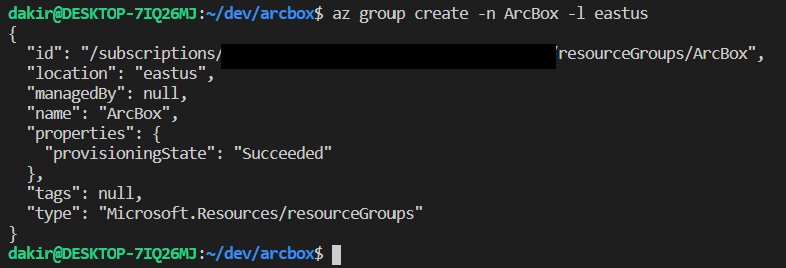 dakir@DESKTOP-7IQ26MJ:~/dev/arcbox$ az group create -n ArcBox -l eastus
{
  "id": "/subscriptions/                                  /resourceGroups/ArcBox",
  "location": "eastus",
  "managedBy": null,
  "name": "ArcBox",
  "properties": {
    "provisioningState": "Succeeded"
  },
  "tags": null,
  "type": "Microsoft.Resources/resourceGroups"
}
dakir@DESKTOP-7IQ26MJ:~/dev/arcbox$